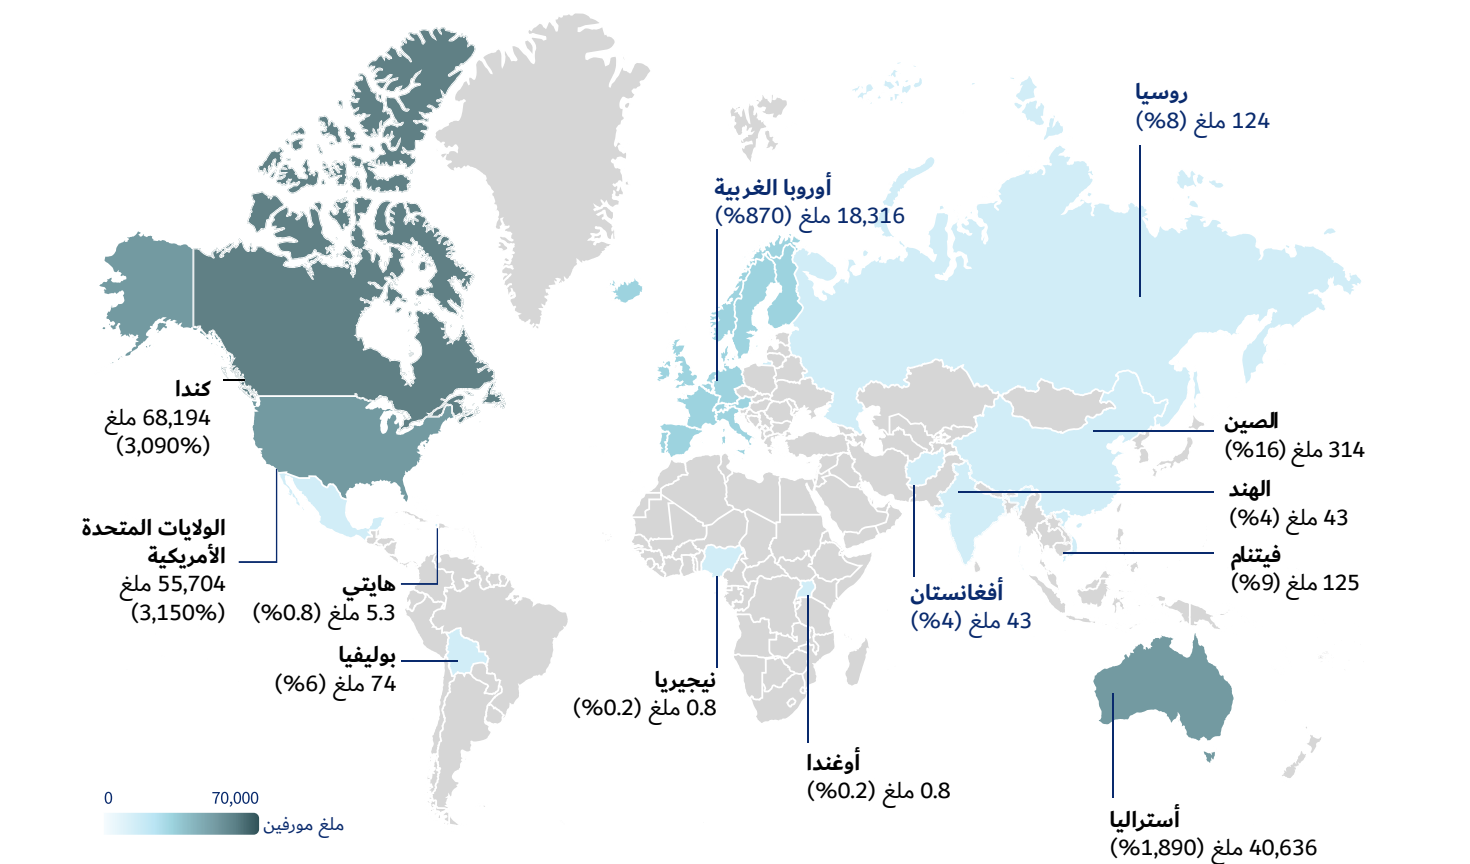 روسيا
124 ملغ (8%)
أوروبا الغربية
18,316 ملغ (870%)
كندا
68,194 ملغ
(3,090%)
الصين
314 ملغ (16%)
الهند
43 ملغ (4%)
الولايات المتحدة
الأمريكية
55,704 ملغ
(3,150%)
فيتنام
125 ملغ (9%)
هايتي
5.3 ملغ (0.8%)
أفغانستان
43 ملغ (4%)
بوليفيا
74 ملغ (6%)
نيجيريا
0.8 ملغ (0.2%)
أوغندا
0.8 ملغ (0.2%)
أستراليا
40,636 ملغ (1,890%)
0 70,000
ملغ مورفين